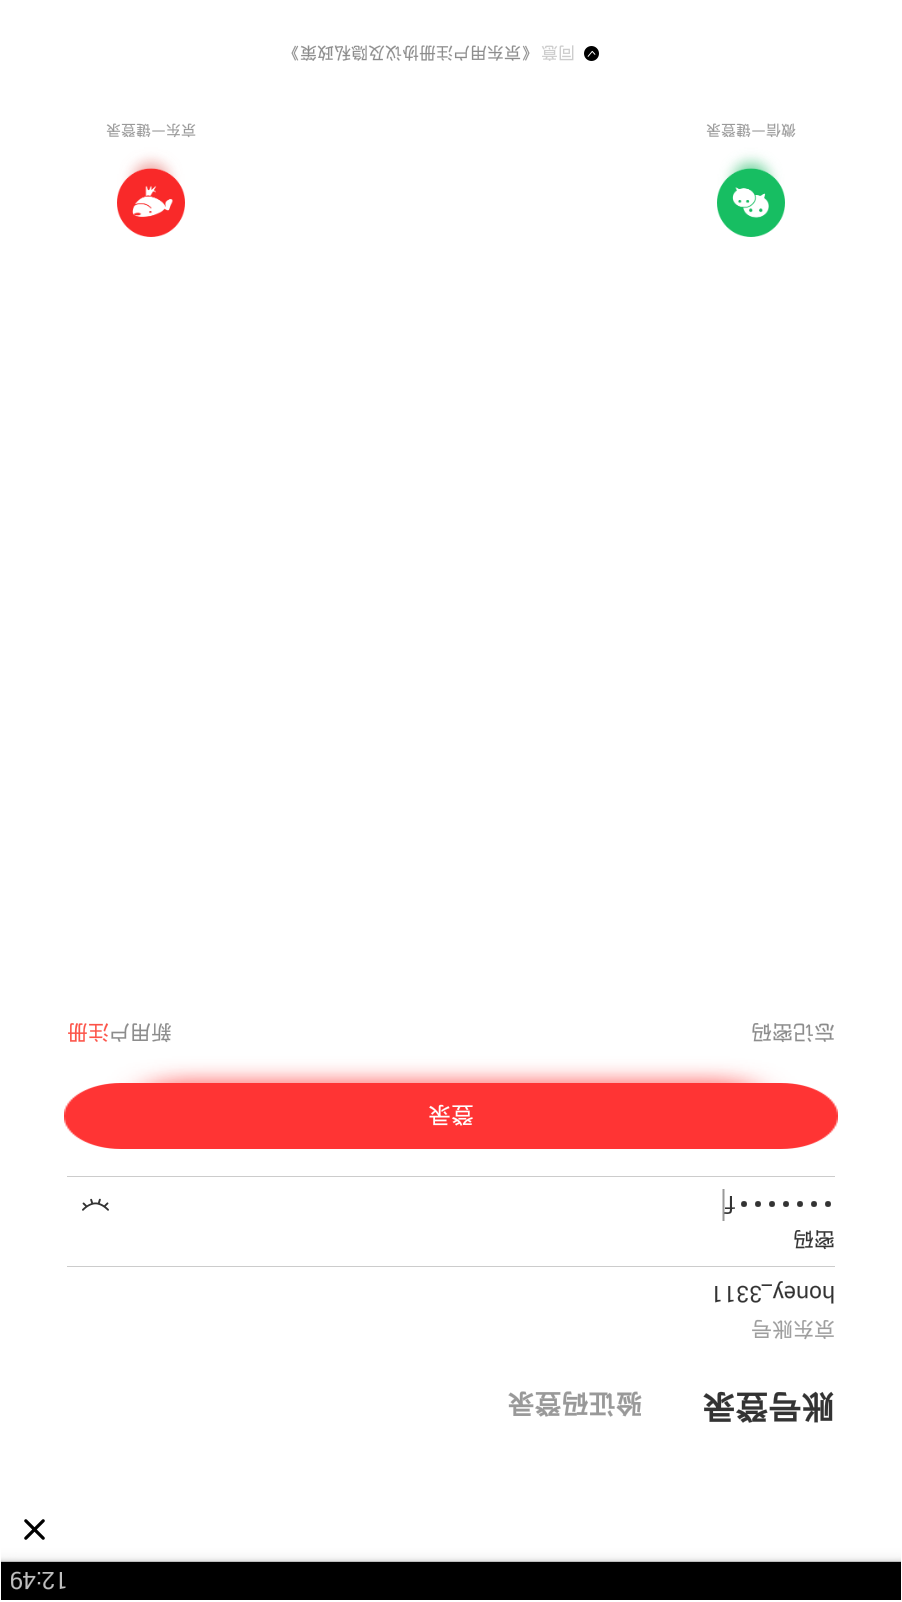 12:49
账号登录 验证码登录
京东账号
honey_3311
密码
•••••••f
登录
忘记密码 新用户注册
微信一键登录 京东一键登录
同意《京东用户注册协议及隐私政策》